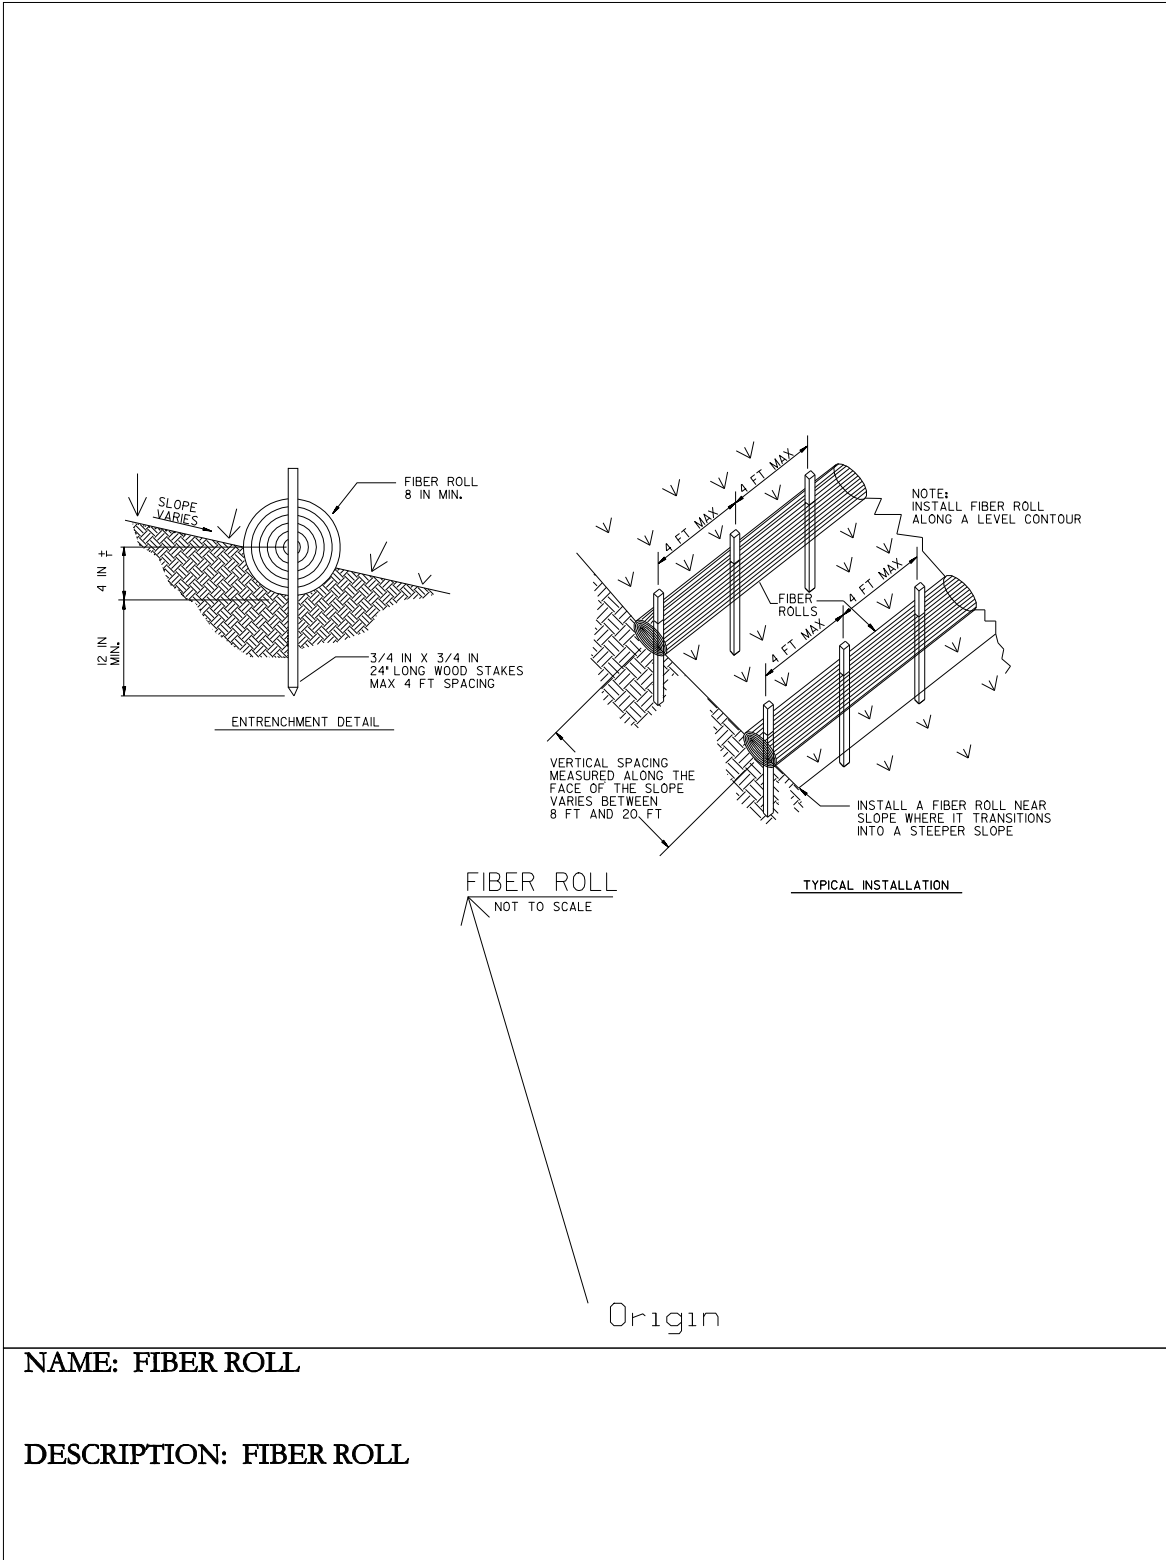 FIBER ROLL
8 IN MIN.
SLOPE
VARIES
4 IN ±
12 IN
MIN.
3/4 IN X 3/4 IN
24" LONG WOOD STAKES
MAX 4 FT SPACING
ENTRENCHMENT DETAIL
4 FT MAX
4 FT MAX
NOTE:
INSTALL FIBER ROLL
ALONG A LEVEL CONTOUR
FIBER
ROLLS
4 FT MAX
4 FT MAX
VERTICAL SPACING
MEASURED ALONG THE
FACE OF THE SLOPE
VARIES BETWEEN
8 FT AND 20 FT
INSTALL A FIBER ROLL NEAR
SLOPE WHERE IT TRANSITIONS
INTO A STEEPER SLOPE
TYPICAL INSTALLATION
FIBER ROLL
NOT TO SCALE
Origin
NAME: FIBER ROLL
DESCRIPTION: FIBER ROLL